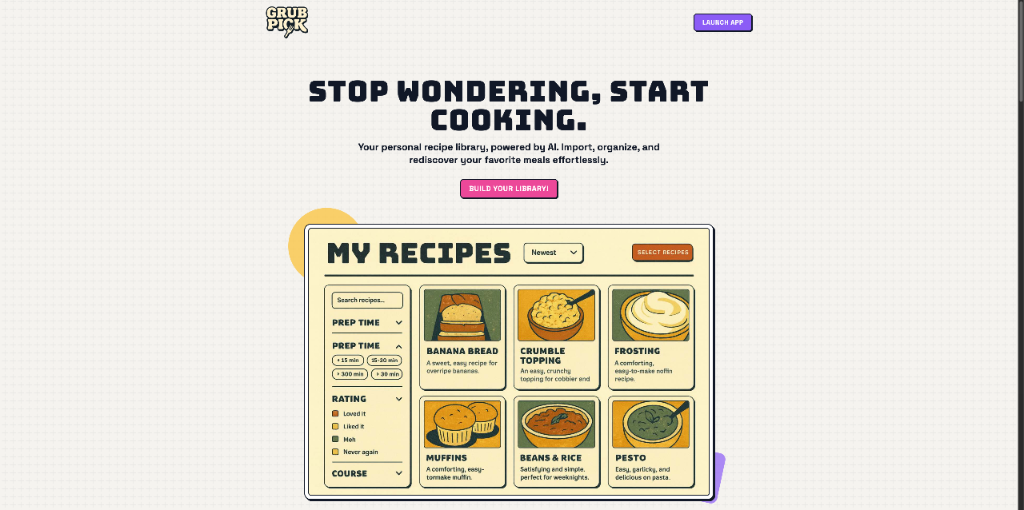 GRUB
PICK
LAUNCH APP
STOP WONDERING, START
COOKING.
Your personal recipe library, powered by AI. Import, organize, and
rediscover your favorite meals effortlessly.
BUILD YOUR LIBRARY!
MY RECIPES
Newest
SELECT RECIPES
Search recipes...
PREP TIME
PREP TIME
+ 15 min
15-30 min
+ 300 min
+ 30 min
RATING
Loved it
Liked it
Meh
Never again
COURSE
BANANA BREAD
A sweet, easy recipe for
overripe bananas.
CRUMBLE
TOPPING
An easy, crunchy
topping for cobbler and
FROSTING
A comforting,
easy-to-make noffin
recipe.
MUFFINS
A comforting, easy-
tormake muffin.
BEANS & RICE
Satisfying and simple.
perfect for weeknights.
PESTO
Easy, garlicky, and
delicious on pasta.